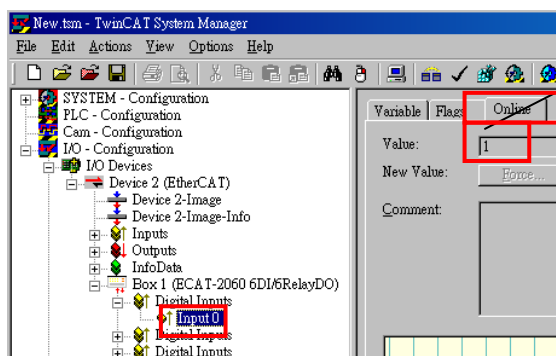 New.tsm - TwinCAT System Manager
File Edit Actions View Options Help
SYSTEM - Configuration
PLC - Configuration
Cam - Configuration
I/O - Configuration
I/O Devices
Device 2 (EtherCAT)
Device 2-Image
Device 2-Image-Info
Inputs
Outputs
InfoData
Box 1 (ECAT-2060 6DI/6RelayDO)
Digital Inputs
Input 0
Digital Inputs
Digital Inputs
Variable Flags Online
Value: 1
New Value: Force...
Comment: